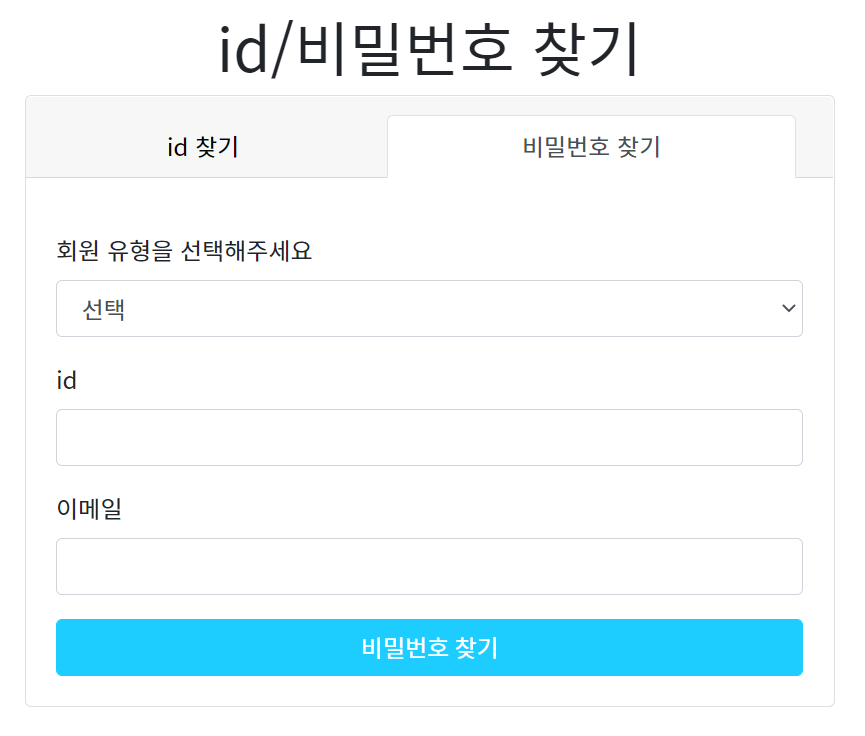 id/비밀번호 찾기
id 찾기
비밀번호 찾기
회원 유형을 선택해주세요
선택
id
이메일
비밀번호 찾기